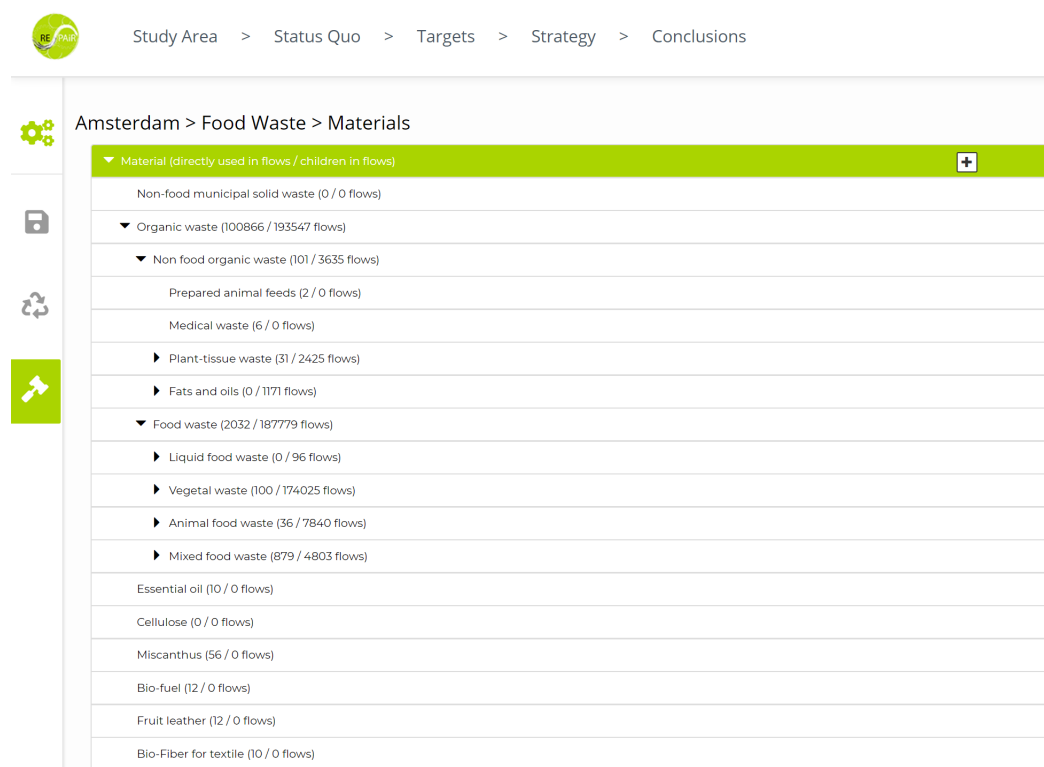 RE PAIR
Study Area > Status Quo > Targets > Strategy > Conclusions
Amsterdam > Food Waste > Materials
Material (directly used in flows / children in flows)
Non-food municipal solid waste (0 / 0 flows)
Organic waste (100866 / 193547 flows)
Non food organic waste (101 / 3635 flows)
Prepared animal feeds (2 / 0 flows)
Medical waste (6 / 0 flows)
Plant-tissue waste (31 / 2425 flows)
Fats and oils (0 / 1171 flows)
Food waste (2032 / 187779 flows)
Liquid food waste (0 / 96 flows)
Vegetal waste (100 / 174025 flows)
Animal food waste (36 / 7840 flows)
Mixed food waste (879 / 4803 flows)
Essential oil (10 / 0 flows)
Cellulose (0 / 0 flows)
Miscanthus (56 / 0 flows)
Bio-fuel (12 / 0 flows)
Fruit leather (12 / 0 flows)
Bio-Fiber for textile (10 / 0 flows)